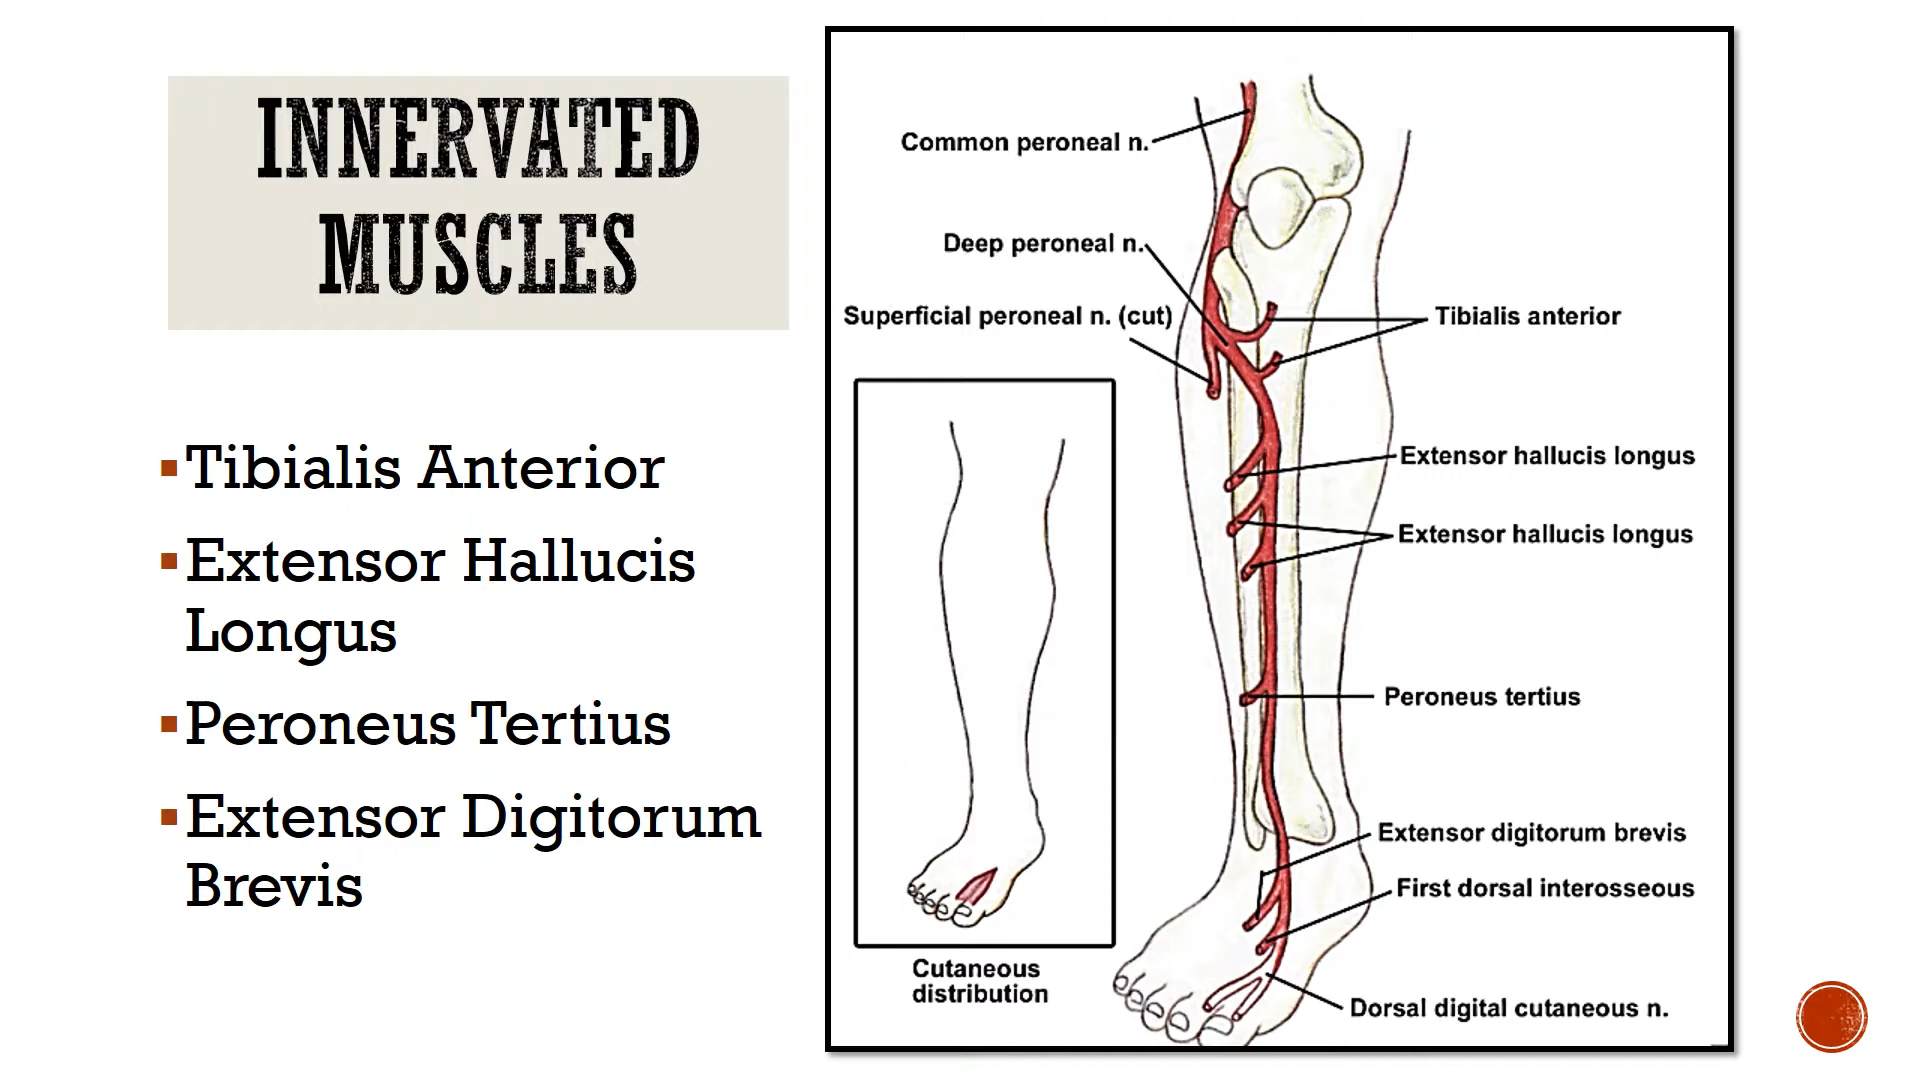 INNERVATED
MUSCLES
▪Tibialis Anterior
▪Extensor Hallucis
Longus
▪Peroneus Tertius
▪Extensor Digitorum
Brevis
Common peroneal n.
Deep peroneal n.
Superficial peroneal n. (cut)
Tibialis anterior
Extensor hallucis longus
Extensor hallucis longus
Peroneus tertius
Extensor digitorum brevis
First dorsal interosseous
Dorsal digital cutaneous n.
Cutaneous
distribution